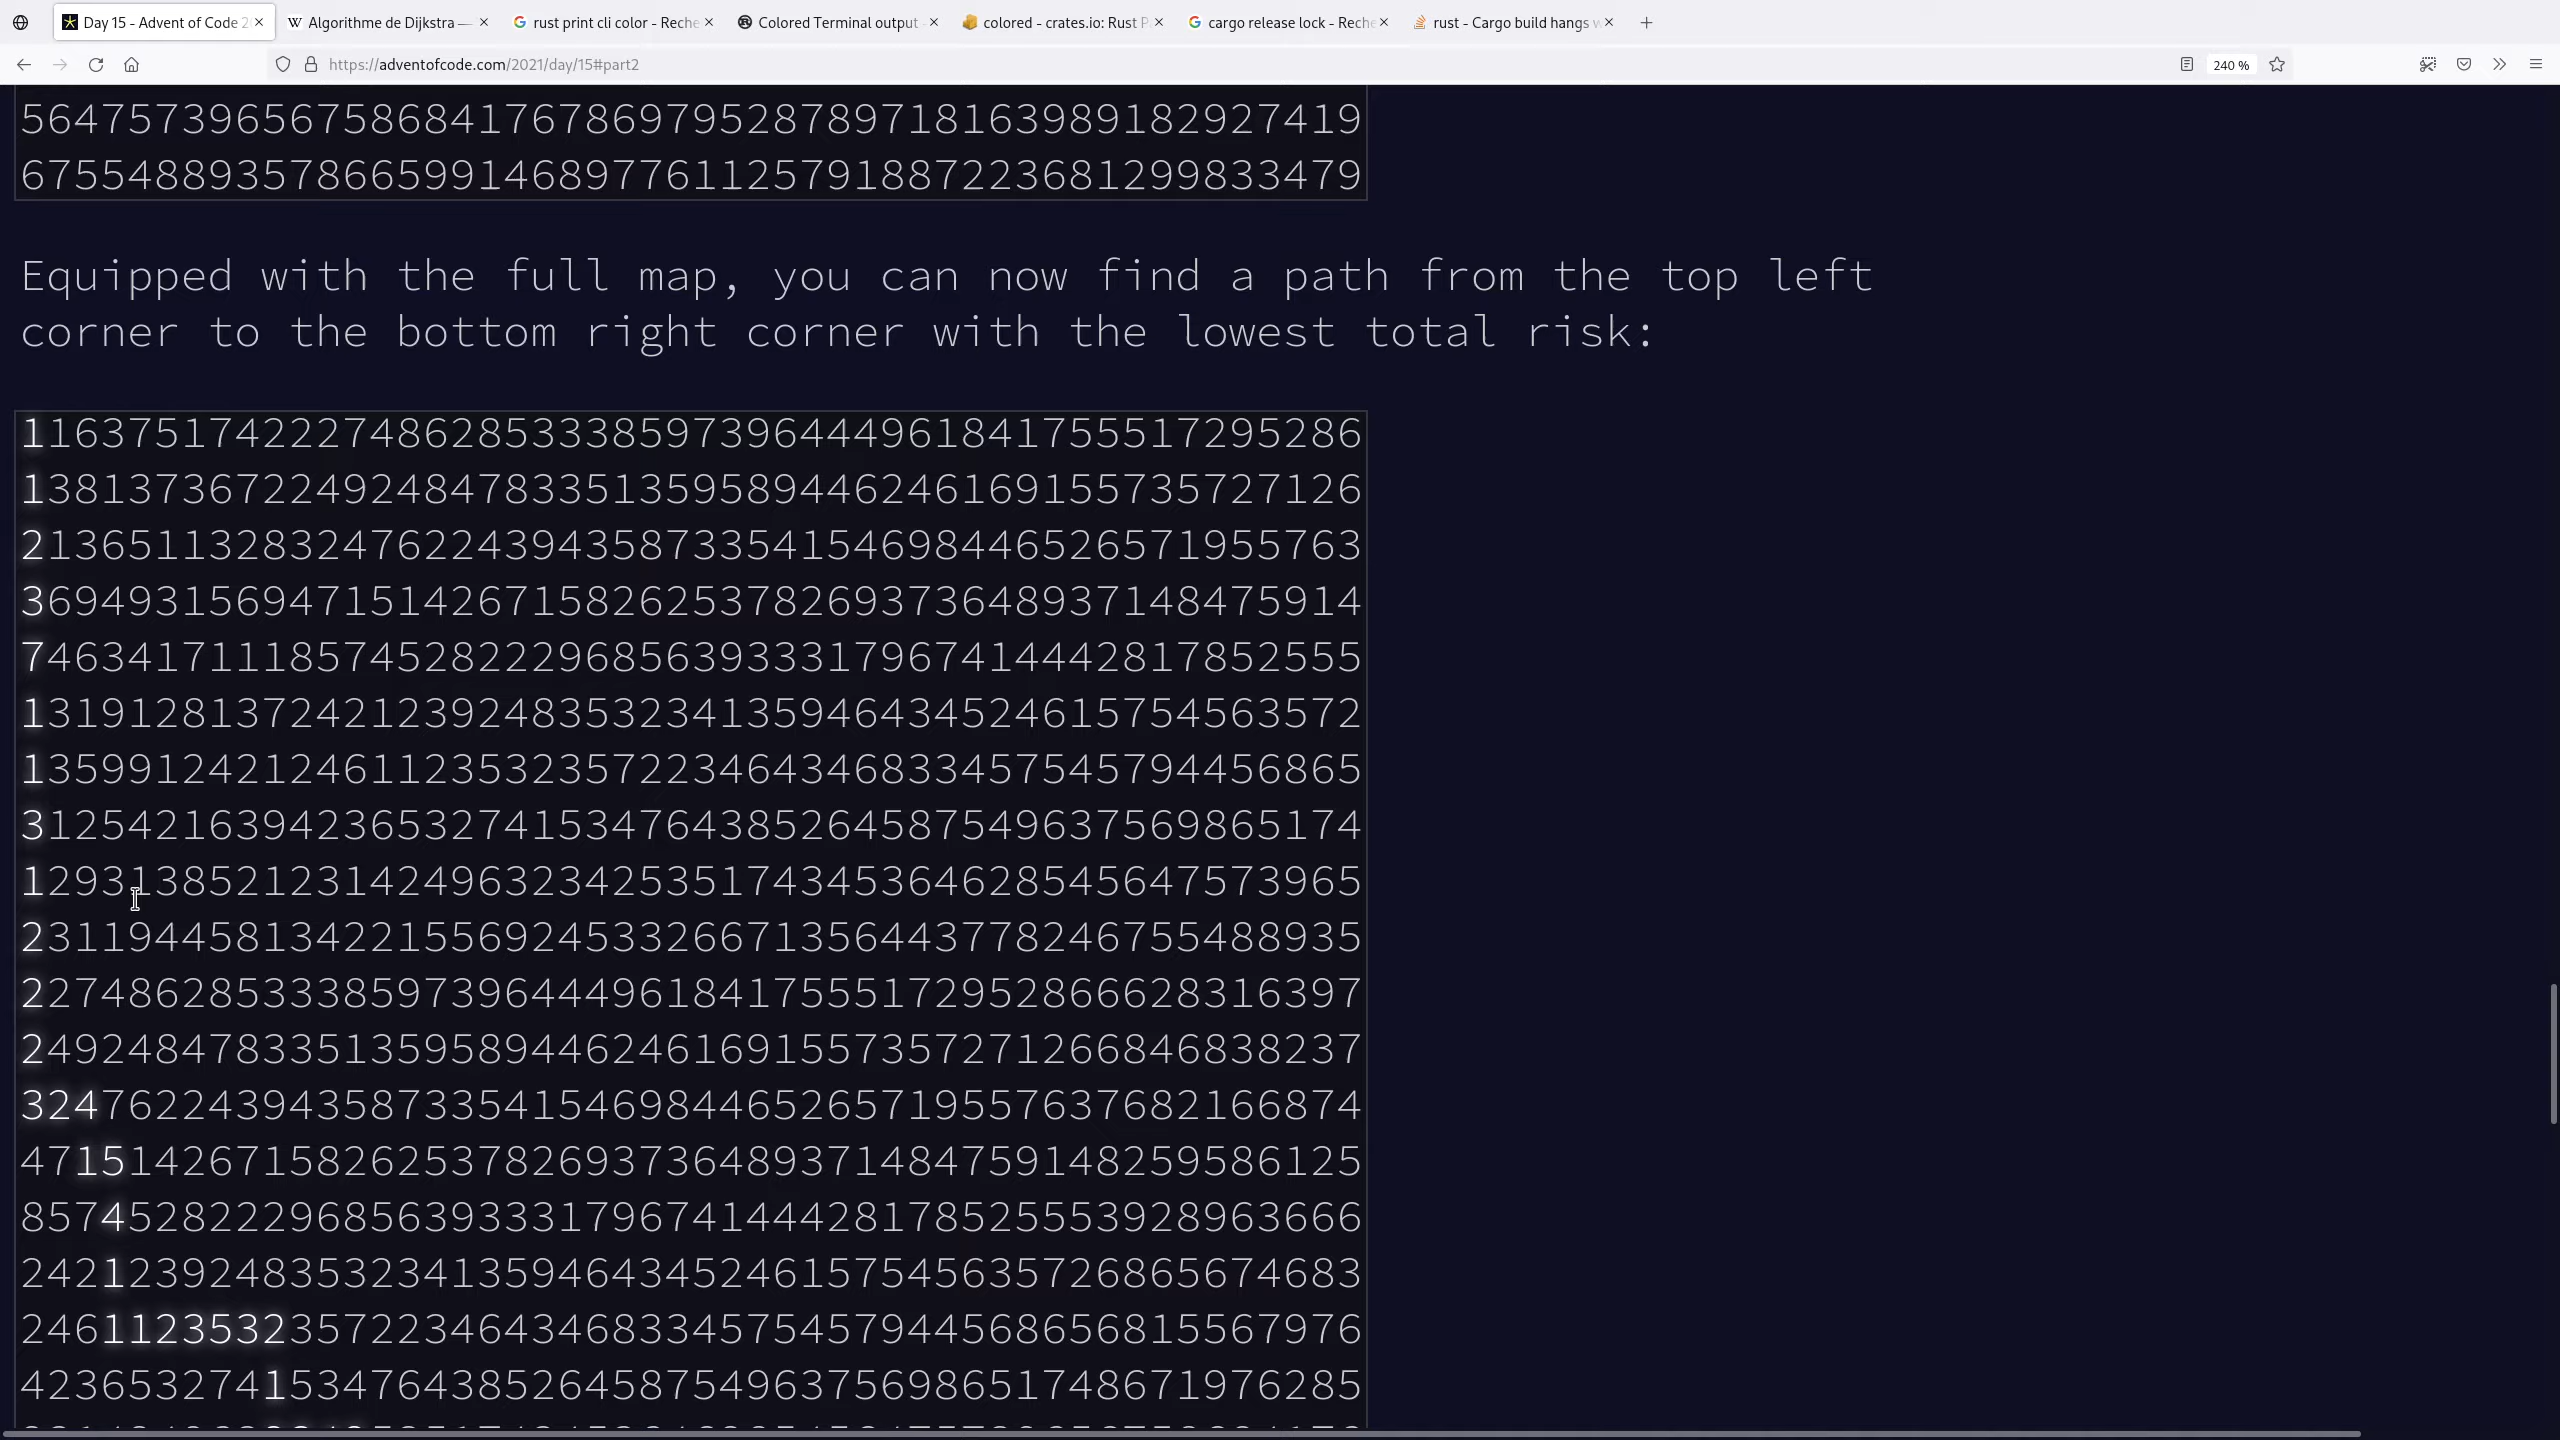 Day 15 - Advent of Code 2
Algorithme de Dijkstra —
rust print cli color - Reche
Colored Terminal output -
colored - crates.io: Rust P
cargo release lock - Reche
rust - Cargo build hangs w
https://adventofcode.com/2021/day/15#part2
240 %
56475739656758684176786979528789718163989182927419
67554889357866599146897761125791887223681299833479
Equipped with the full map, you can now find a path from the top left
corner to the bottom right corner with the lowest total risk:
11637517422274862853338597396444961841755517295286
13813736722492484783351359589446246169155735727126
21365113283247622439435873354154698446526571955763
36949315694715142671582625378269373648937148475914
74634171118574528222968563933317967414442817852555
13191281372421239248353234135946434524615754563572
13599124212461123532357223464346833457545794456865
31254216394236532741534764385264587549637569865174
12931385212314249632342535174345364628545647573965
23119445813422155692453326671356443778246755488935
22748628533385973964449618417555172952866628316397
24924847833513595894462461691557357271266846838237
32476224394358733541546984465265719557637682166874
47151426715826253782693736489371484759148259586125
85745282229685639333179674144428178525553928963666
24212392483532341359464345246157545635726865674683
24611235323572234643468334575457944568656815567976
42365327415347643852645875496375698651748671976285